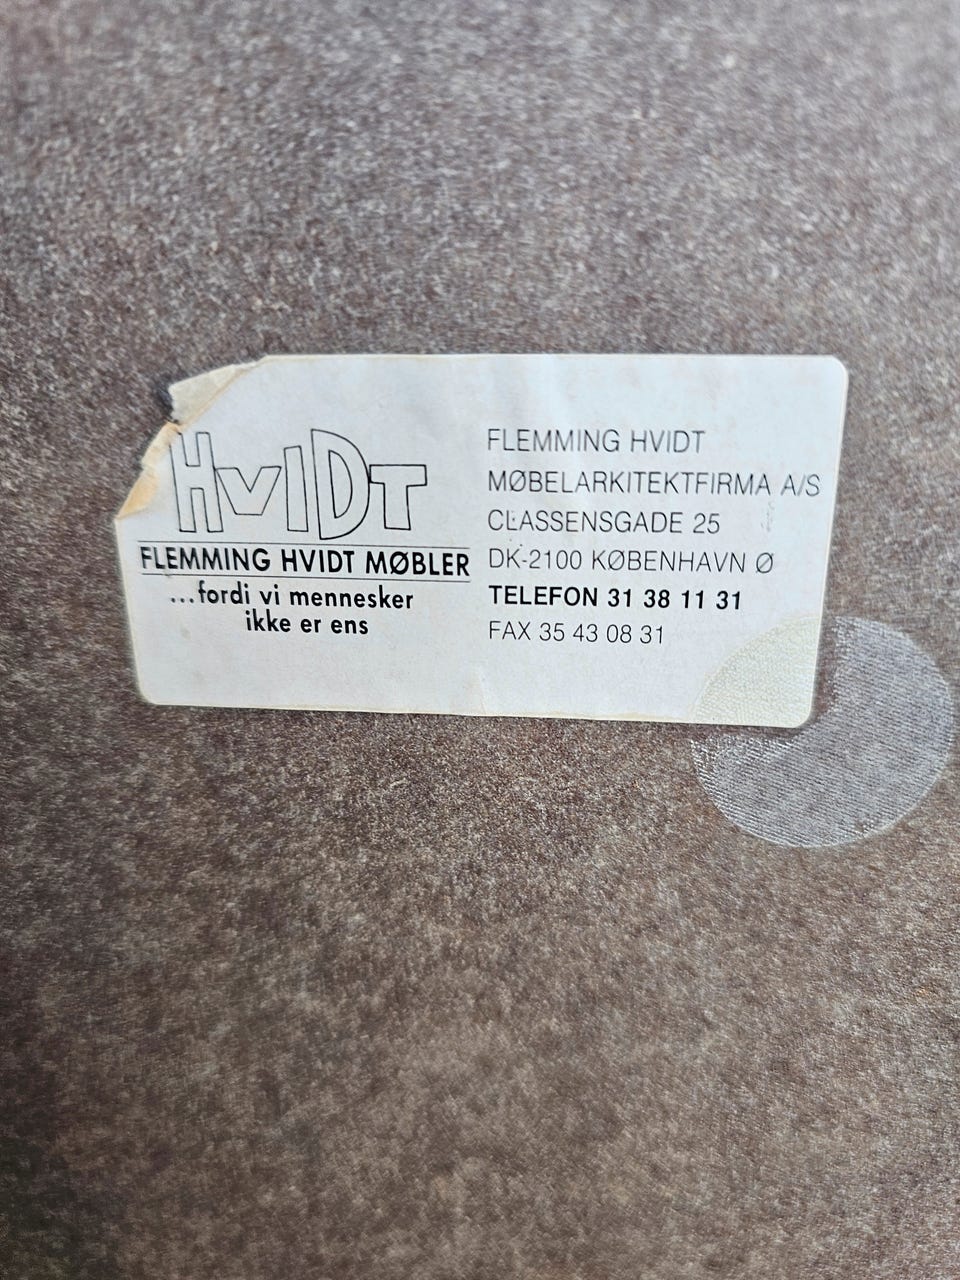 HVIDT
FLEMMING HVIDT MØBLER
...fordi vi mennesker
ikke er ens
FLEMMING HVIDT
MØBELARKITEKTFIRMA A/S
CLASSENSGADE 25
DK-2100 KØBENHAVN Ø
TELEFON 31 38 11 31
FAX 35 43 08 31